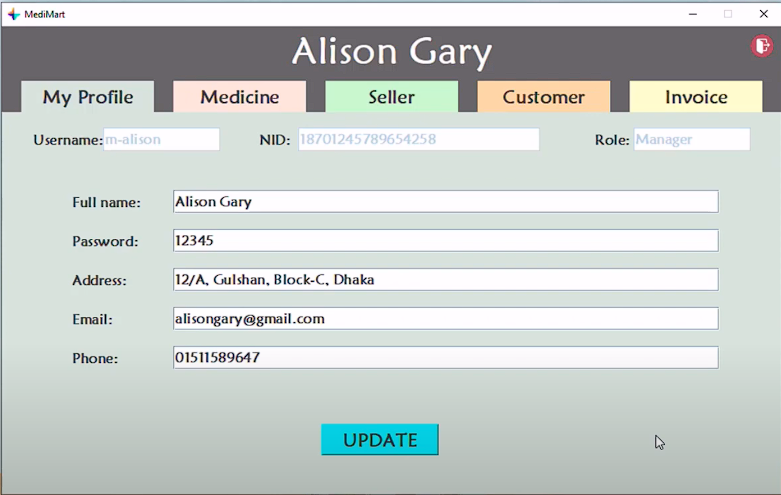 MediMart
Alison Gary
My Profile Medicine Seller Customer Invoice
Username: m-alison NID: 18701245789654258 Role: Manager
Full name: Alison Gary
Password: 12345
Address: 12/A, Gulshan, Block-C, Dhaka
Email: alisongary@gmail.com
Phone: 01511589647
UPDATE